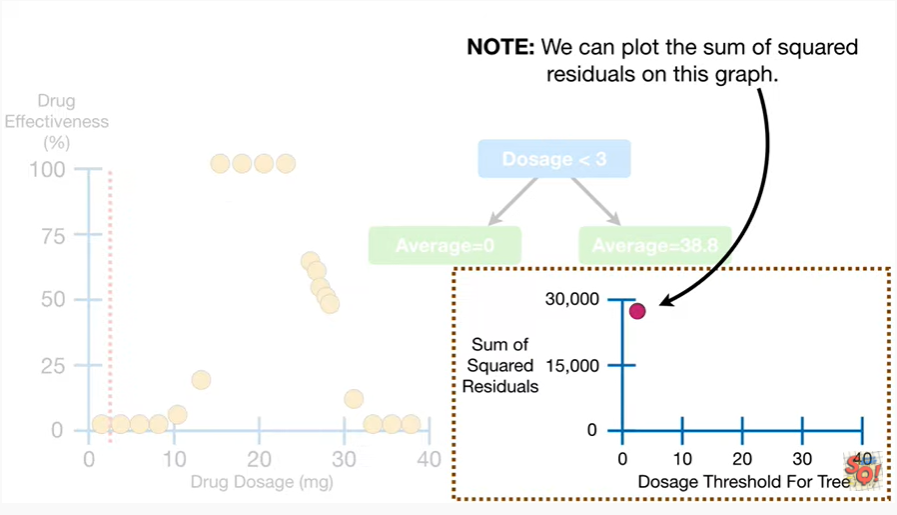 NOTE: We can plot the sum of squared
residuals on this graph.
Drug
Effectiveness
(%)
100
75
50
25
0
0 10 20 30 40
Drug Dosage (mg)
Dosage < 3
Average=0
Average=38.8
30,000
15,000
0
Sum of
Squared
Residuals
0 10 20 30 40
Dosage Threshold For Tree
SQ!